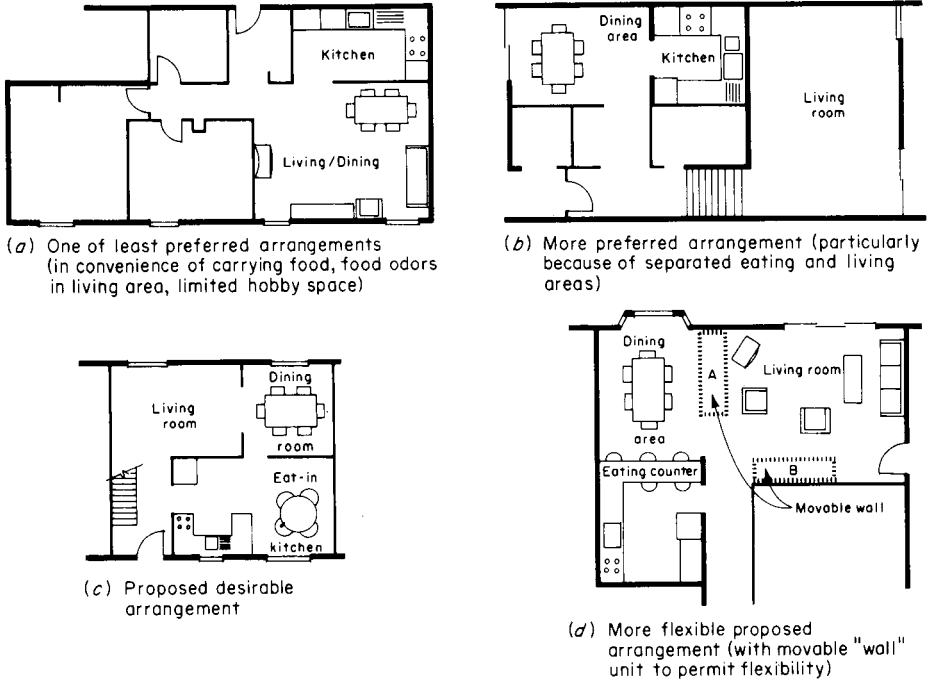 Kitchen
Living/Dining
(a) One of least preferred arrangements
(in convenience of carrying food, food odors
in living area, limited hobby space)
Dining
area
Kitchen
Living
room
(b) More preferred arrangement (particularly
because of separated eating and living
areas)
Living
room
Dining
room
Eat-in
kitchen
(c) Proposed desirable
arrangement
Dining
area
A
Living room
Eating counter
B
Movable wall
(d) More flexible proposed
arrangement (with movable "wall"
unit to permit flexibility)